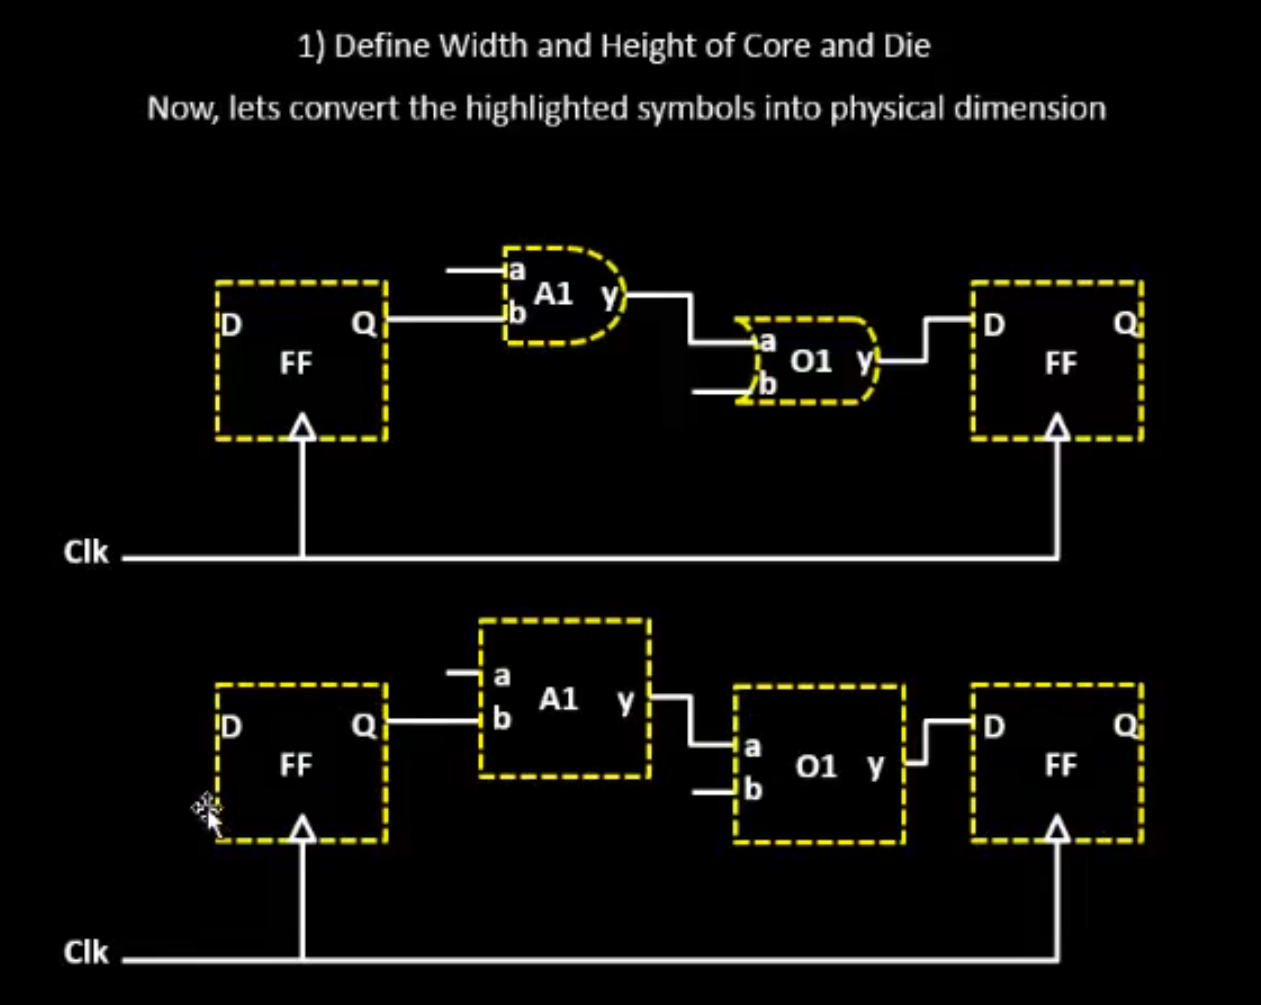 1) Define Width and Height of Core and Die
Now, lets convert the highlighted symbols into physical dimension
a
A1 y
b
D Q
FF
a
O1 y
b
D Q
FF
Clk
a
A1 y
b
D Q
FF
a
O1 y
b
D Q
FF
Clk